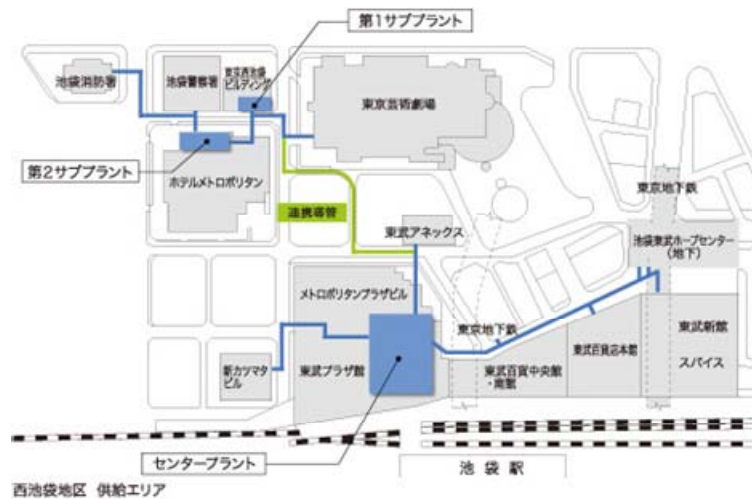 第1サブプラント
池袋消防署
池袋警察署
東京西池袋
ビルディング
東京芸術劇場
第2サブプラント
ホテルメトロポリタン
連携導管
東武アネックス
東京地下鉄
池袋東武ホープセンター
(地下)
メトロポリタンプラザビル
東京地下鉄
東武新館
スパイス
東武百貨店本館
東武百貨中央館
・南館
新カツマタ
ビル
東武プラザ館
センタープラント
池袋駅
西池袋地区 供給エリア